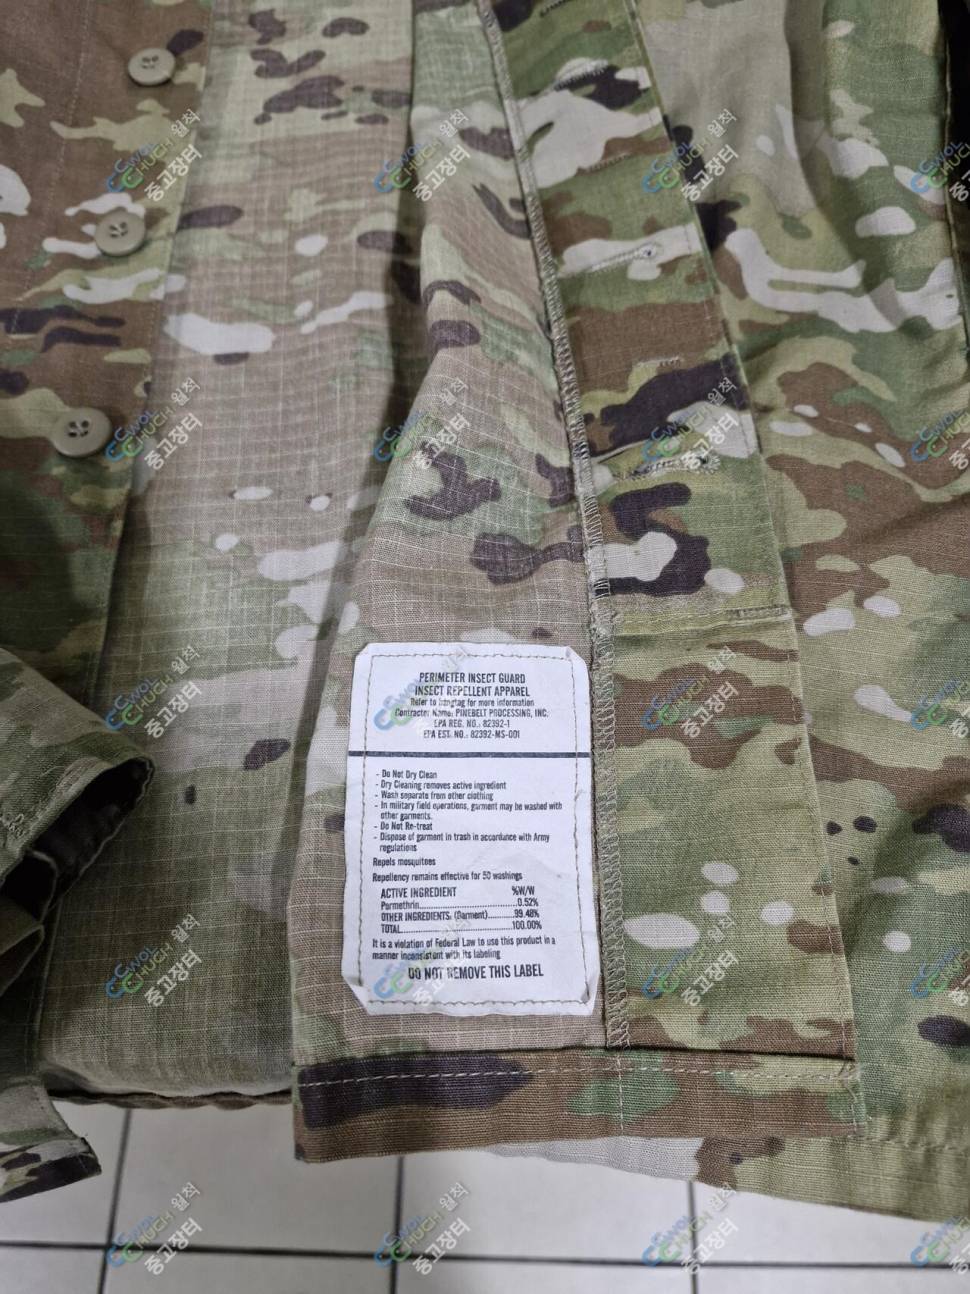 PERIMETER INSECT GUARD
INSECT REPELLENT APPAREL
Refer to hangtag for more information
Contractor Name: PINEBELT PROCESSING, INC.
EPA REG. NO.: 82392-1
EPA EST. NO.: 82392-MS-001
- Do Not Dry Clean
- Dry Cleaning removes active ingredient
- Wash separate from other clothing
- In military field operations, garment may be washed with
other garments.
- Do Not Re-treat
- Dispose of garment in trash in accordance with Army
regulations
Repels mosquitoes
Repellency remains effective for 50 washings
ACTIVE INGREDIENT %W/W
Permethrin 0.52%
OTHER INGREDIENTS: (Garment) 99.48%
TOTAL 100.00%
It is a violation of Federal Law to use this product in a
manner inconsistent with its labeling
DO NOT REMOVE THIS LABEL
CWOL
CHUCK 월척
중고장터